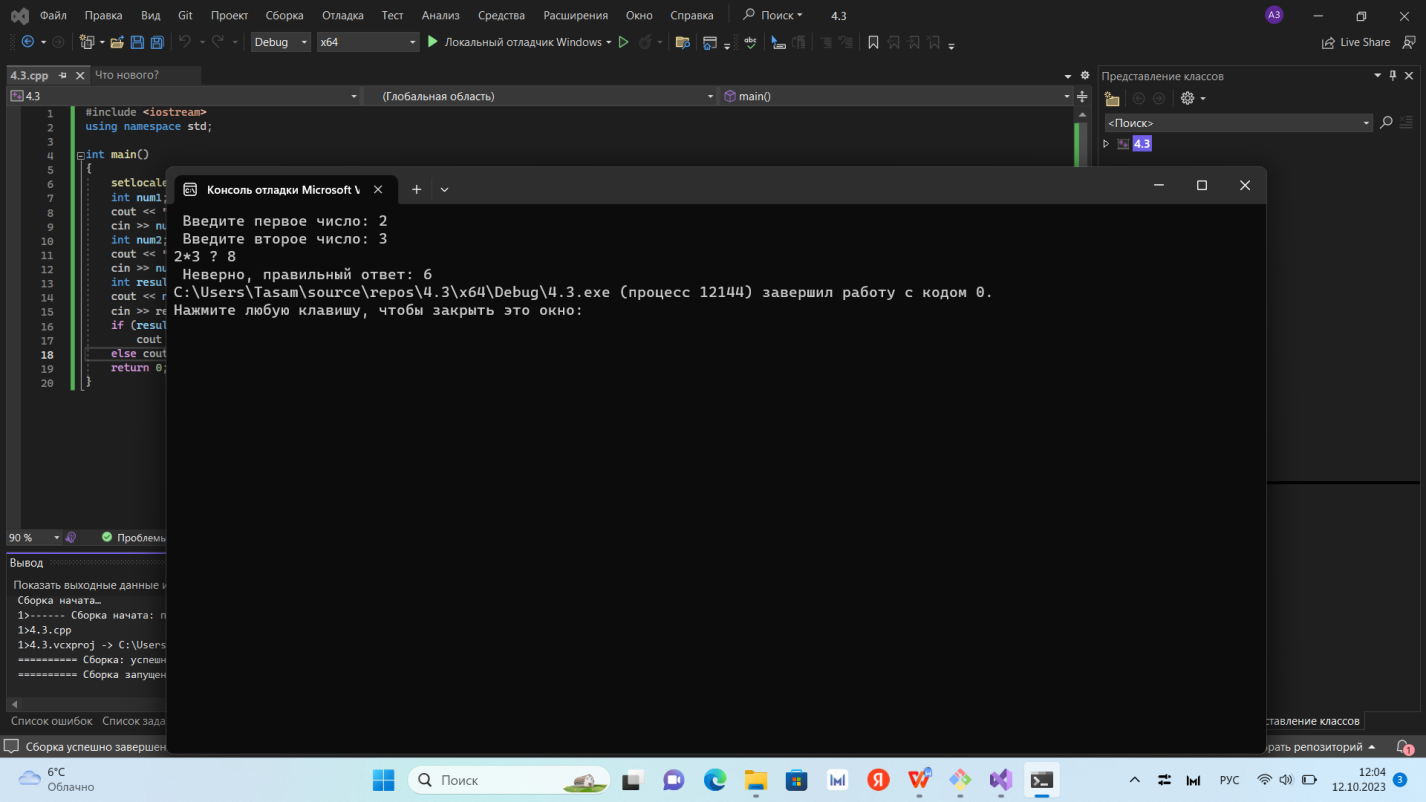 Файл Правка Вид Git Проект Сборка Отладка Тест Анализ Средства Расширения Окно Справка Поиск 4.3 АЗ
Debug x64 Локальный отладчик Windows Live Share
4.3.cpp Что нового?
4.3 (Глобальная область) main()
1 #include <iostream>
2 using namespace std;
3
4 int main()
5 {
6 setlocale
7 int num1;
8 cout << "
9 cin >> nu
10 int num2;
11 cout << "
12 cin >> nu
13 int resul
14 cout << n
15 cin >> re
16 if (resul
17 cout
18 else cout
19 return 0;
20 }
Представление классов
<Поиск>
4.3
Консоль отладки Microsoft V
Введите первое число: 2
Введите второе число: 3
2*3 ? 8
Неверно, правильный ответ: 6
C:\Users\Tasam\source\repos\4.3\x64\Debug\4.3.exe (процесс 12144) завершил работу с кодом 0.
Нажмите любую клавишу, чтобы закрыть это окно:
90 % Проблемы
Вывод
Показать выходные данные и
Сборка начата…
1>------ Сборка начата: п
1>4.3.cpp
1>4.3.vcxproj -> C:\Users
========== Сборка: успешн
========== Сборка запущен
Список ошибок Список зада
ставление классов
Сборка успешно завершен
рать репозиторий 1
6°C
Облачно
Поиск
РУС
12:04
12.10.2023
3